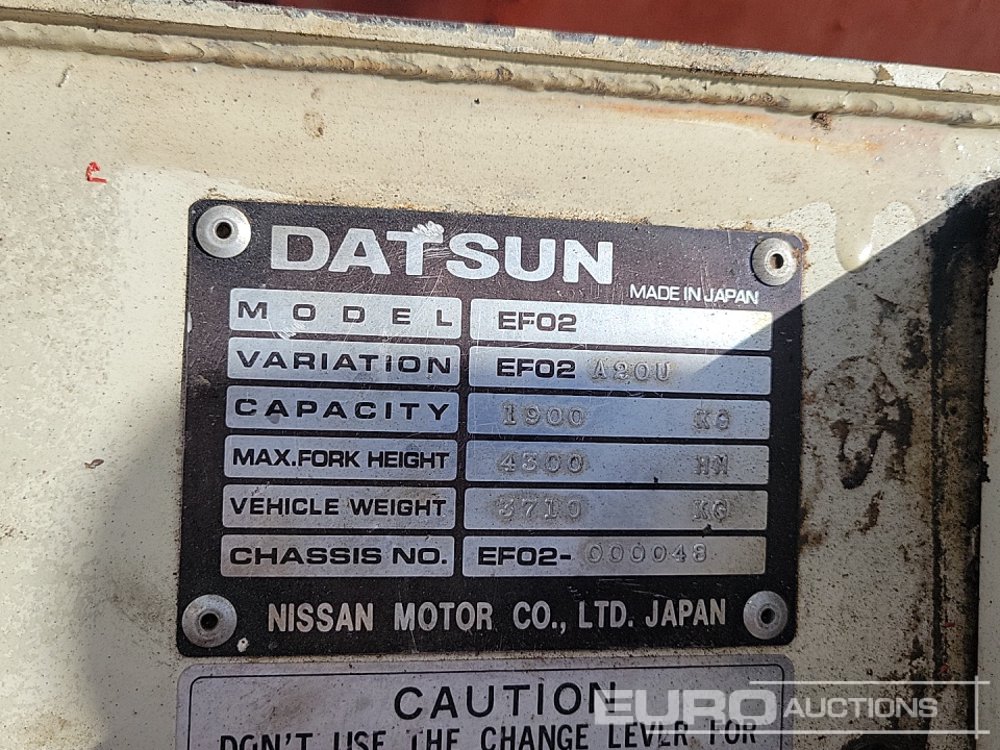 DATSUN
MADE IN JAPAN
MODEL EF02
VARIATION EF02 A20U
CAPACITY 1900 KG
MAX.FORK HEIGHT 4300 MM
VEHICLE WEIGHT 3710 KG
CHASSIS NO. EF02-000048
NISSAN MOTOR CO., LTD. JAPAN
CAUTION
DON'T USE THE CHANGE LEVER FOR
EURO AUCTIONS